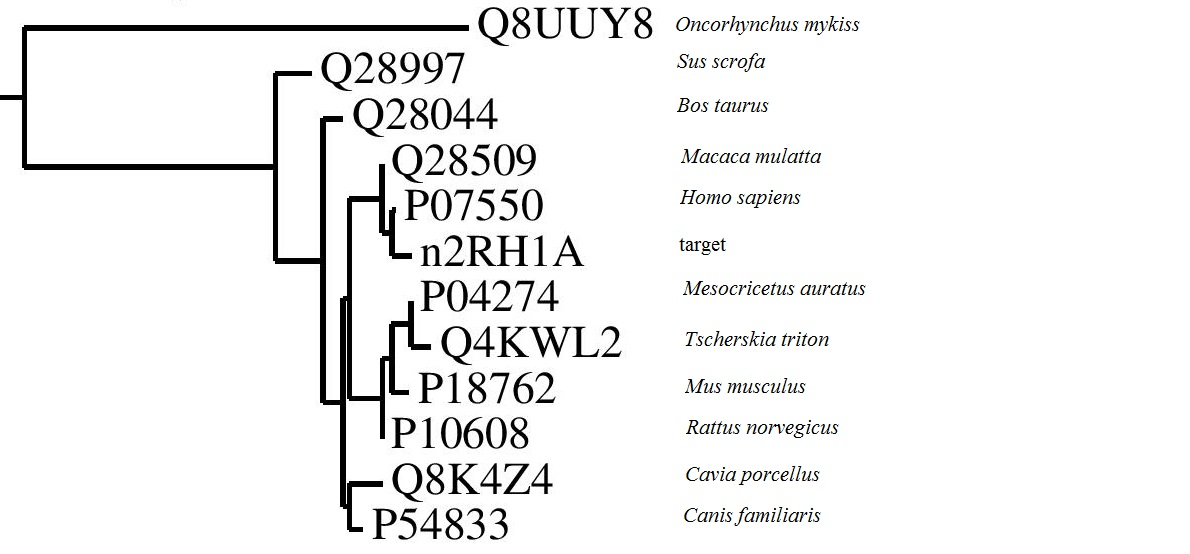 Q8UUY8 Oncorhynchus mykiss
Q28997 Sus scrofa
Q28044 Bos taurus
Q28509 Macaca mulatta
P07550 Homo sapiens
n2RH1A target
P04274 Mesocricetus auratus
Q4KWL2 Tscherskia triton
P18762 Mus musculus
P10608 Rattus norvegicus
Q8K4Z4 Cavia porcellus
P54833 Canis familiaris